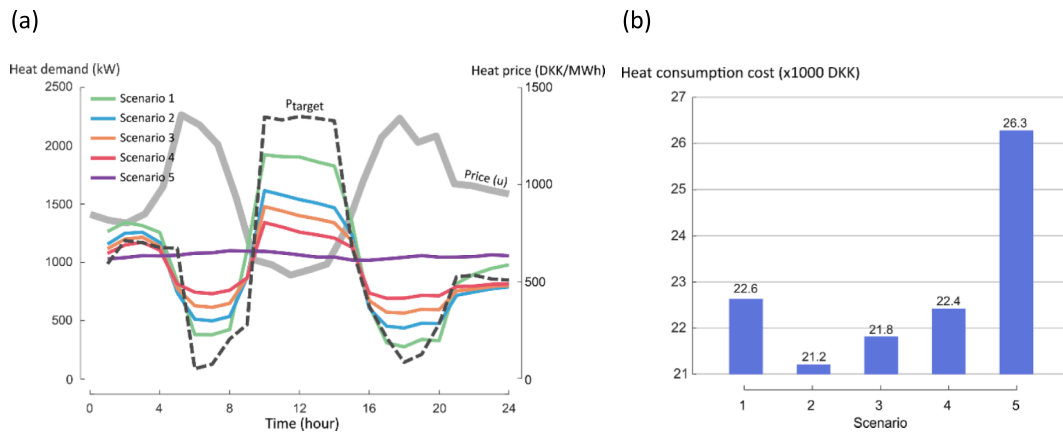 (a)
Heat demand (kW)
Heat price (DKK/MWh)
2500
2000
1500
1000
500
0
1500
1000
500
0
Scenario 1
Scenario 2
Scenario 3
Scenario 4
Scenario 5
Ptarget
Price (u)
0 4 8 12 16 20 24
Time (hour)
(b)
Heat consumption cost (x1000 DKK)
27
26
25
24
23
22
21
22.6
21.2
21.8
22.4
26.3
1 2 3 4 5
Scenario